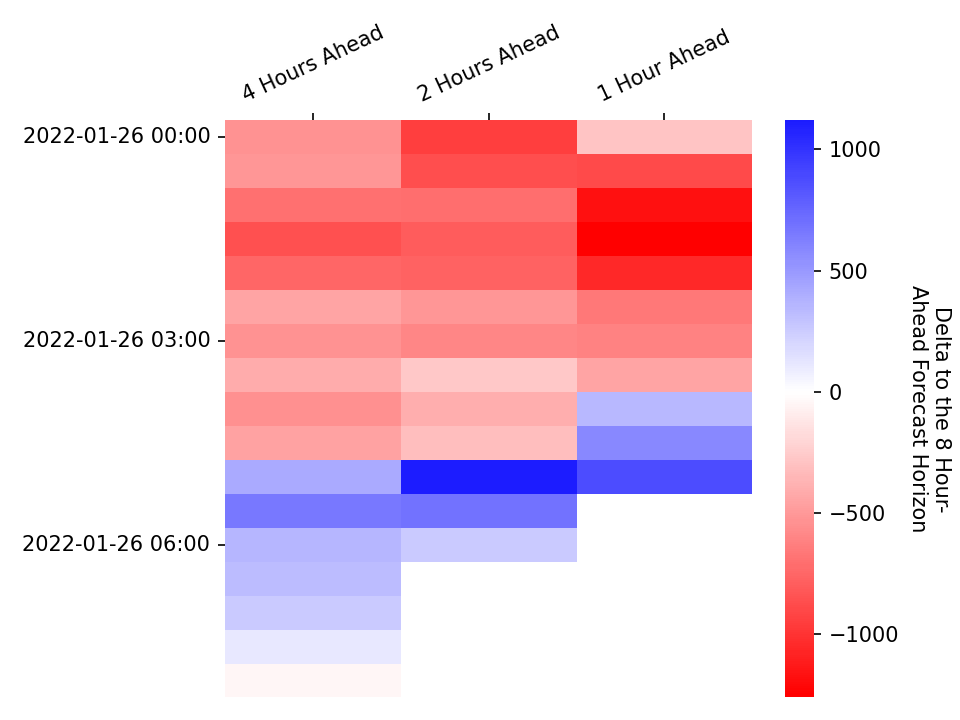 4 Hours Ahead
2 Hours Ahead
1 Hour Ahead
2022-01-26 00:00
2022-01-26 03:00
2022-01-26 06:00
1000
500
0
−500
−1000
Delta to the 8 Hour-
Ahead Forecast Horizon